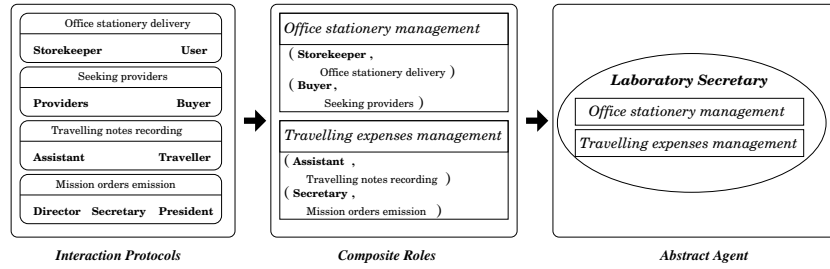 Office stationery delivery
Storekeeper User
Seeking providers
Providers Buyer
Travelling notes recording
Assistant Traveller
Mission orders emission
Director Secretary President
Interaction Protocols
Office stationery management
( Storekeeper ,
Office stationery delivery )
( Buyer,
Seeking providers )
Travelling expenses management
( Assistant ,
Travelling notes recording )
( Secretary ,
Mission orders emission )
Composite Roles
Laboratory Secretary
Office stationery management
Travelling expenses management
Abstract Agent